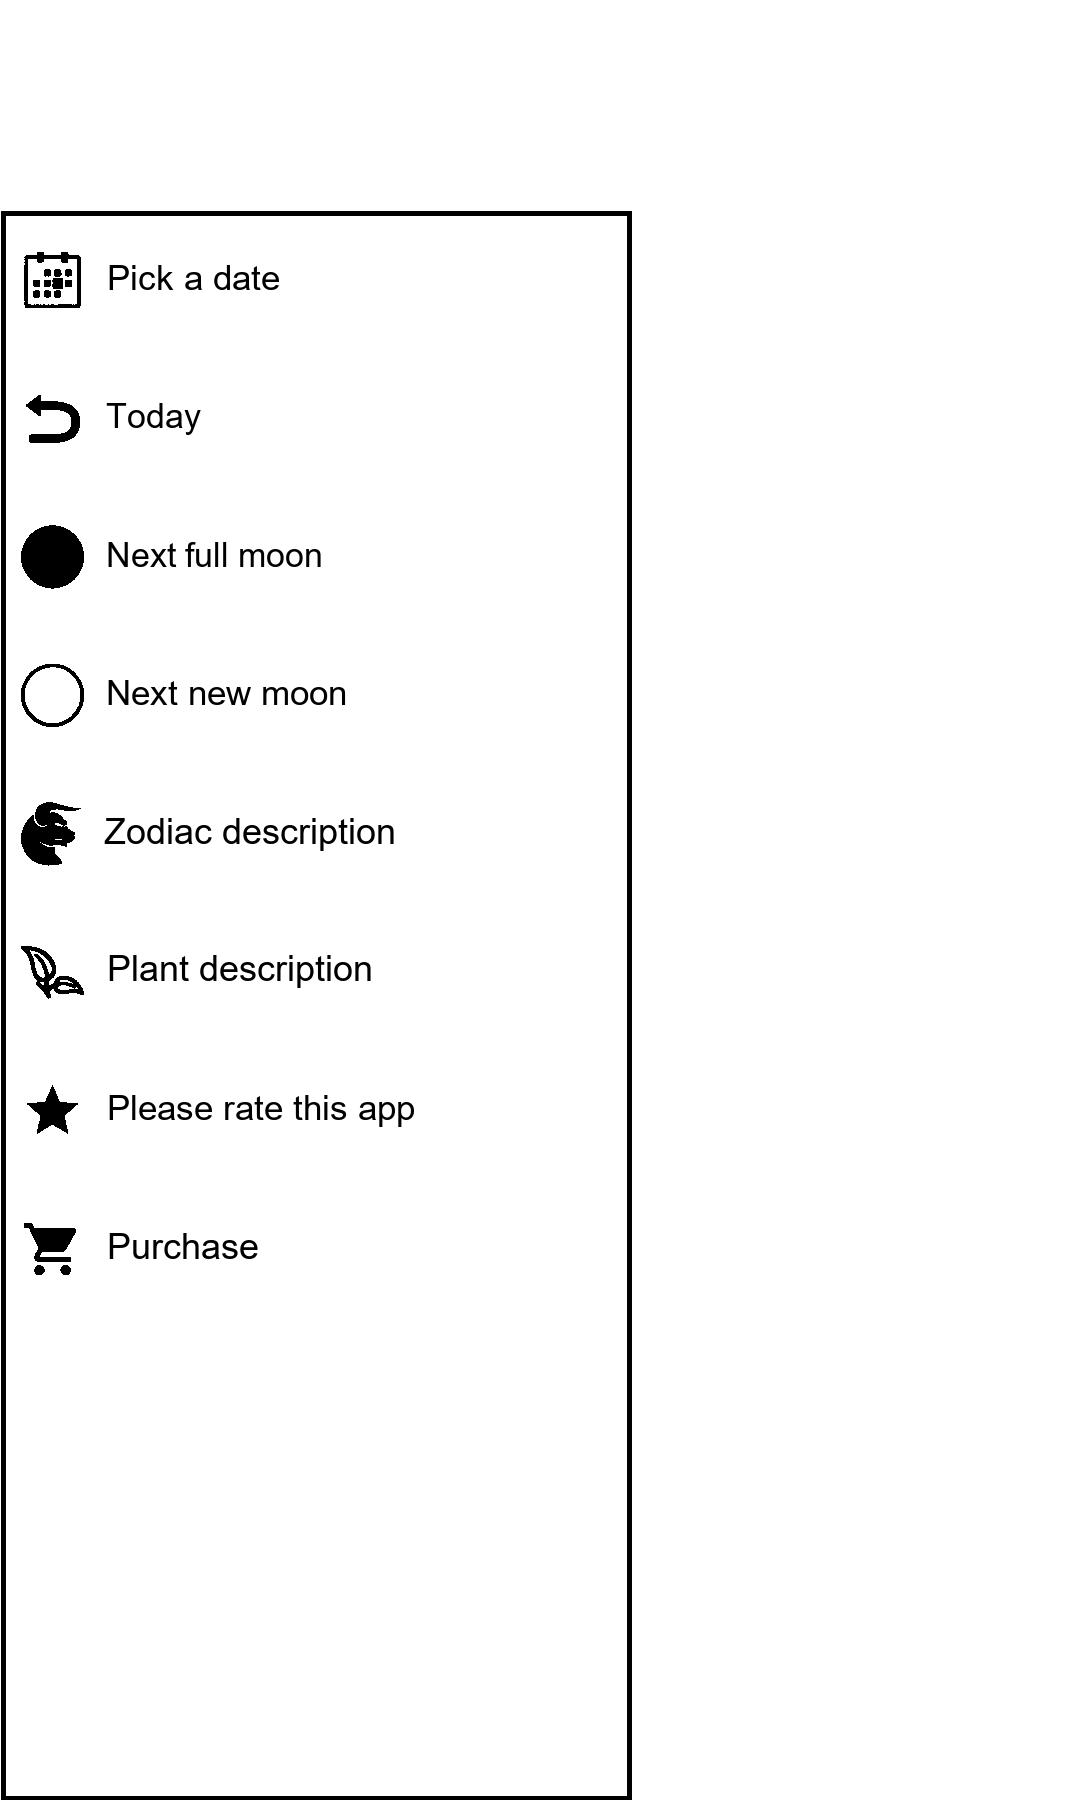 Pick a date
Today
Next full moon
Next new moon
Zodiac description
Plant description
Please rate this app
Purchase